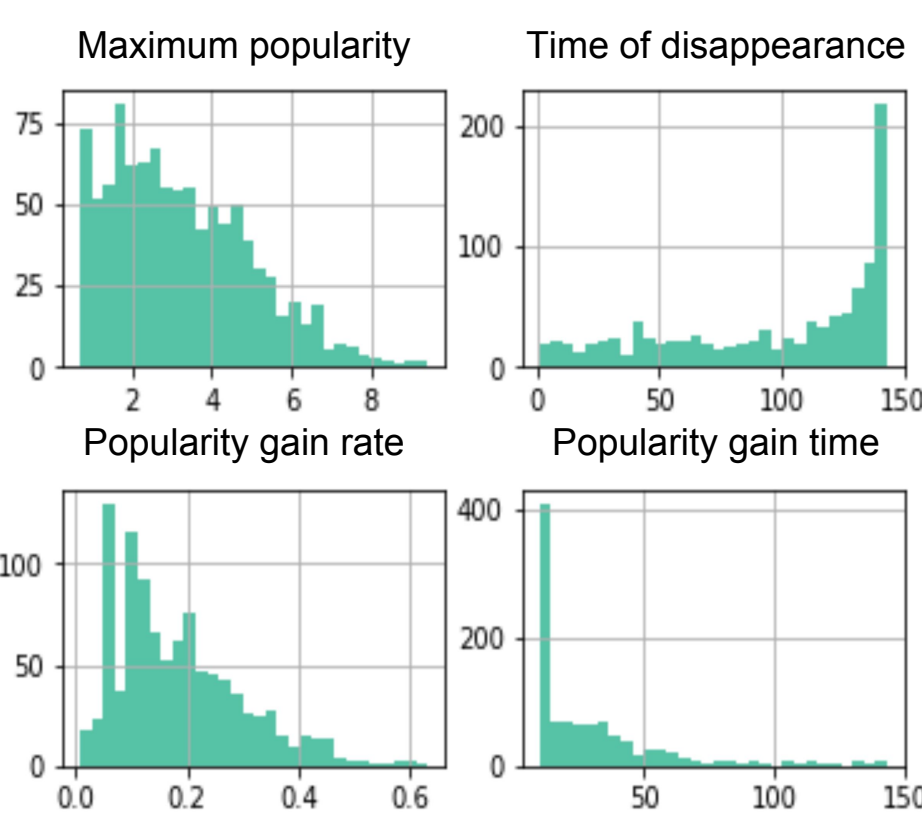 Maximum popularity
75
50
25
0
2 4 6 8
Time of disappearance
200
100
0
0 50 100 150
Popularity gain rate
100
50
0
0.0 0.2 0.4 0.6
Popularity gain time
400
200
0
50 100 150